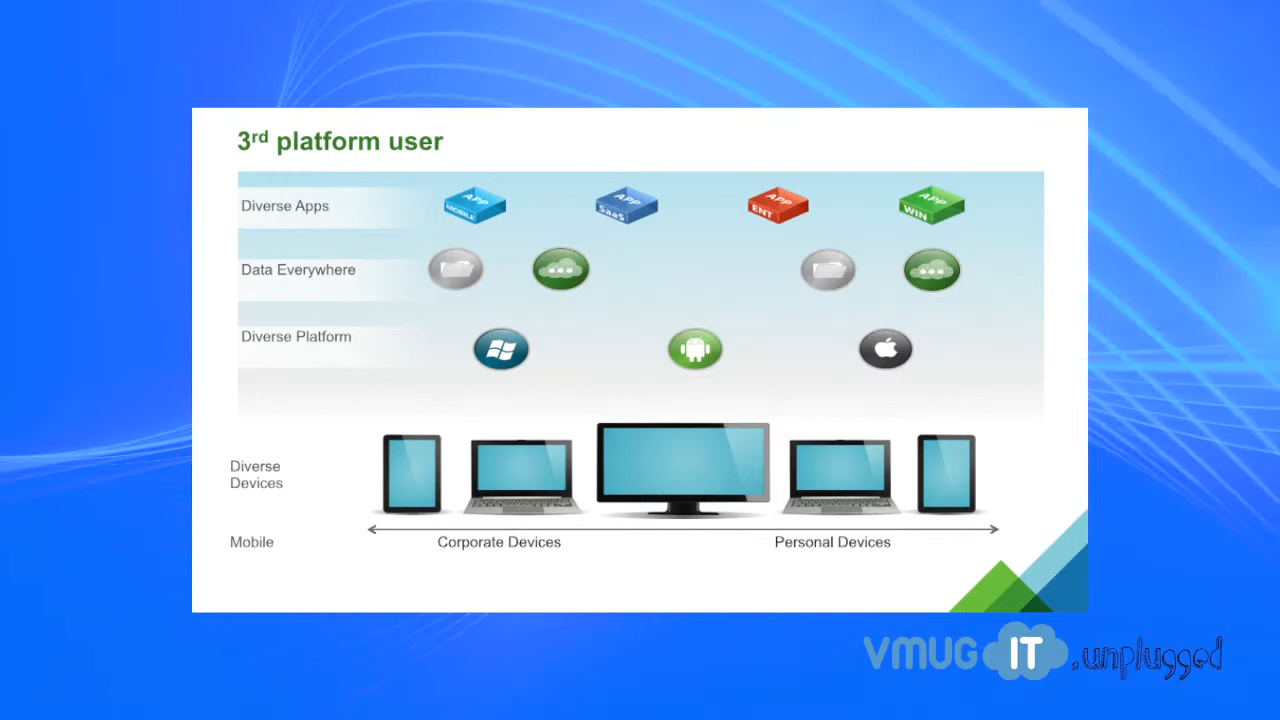 3rd platform user
Diverse Apps
APP
MOBILE
APP
SaaS
APP
ENT
APP
WIN
Data Everywhere
Diverse Platform
Diverse
Devices
Mobile
Corporate Devices
Personal Devices
VMUG IT .unplugged